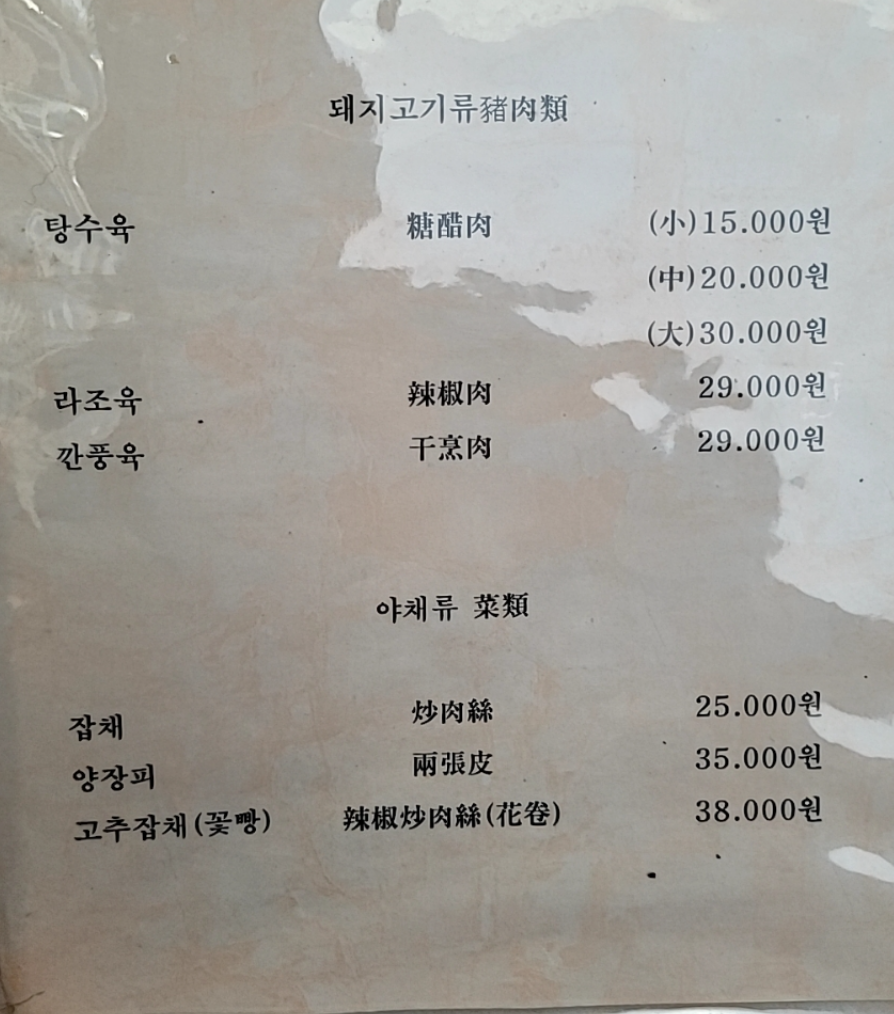 돼지고기류豬肉類
탕수육 糖醋肉 (小)15.000원
(中)20.000원
(大)30.000원
라조육 辣椒肉 29.000원
깐풍육 干烹肉 29.000원
야채류 菜類
잡채 炒肉絲 25.000원
양장피 兩張皮 35.000원
고추잡채(꽃빵) 辣椒炒肉絲(花卷) 38.000원